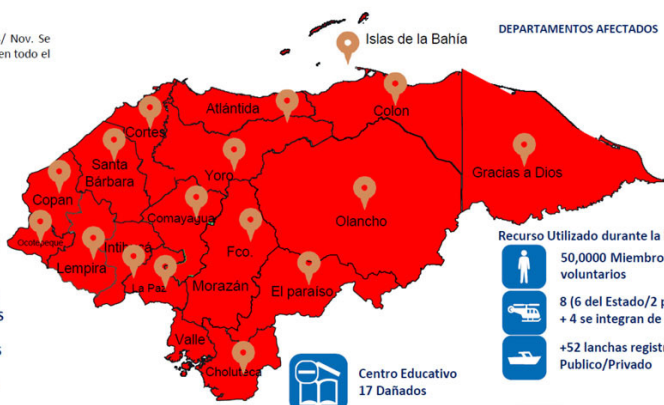 / Nov. Se
en todo el
Islas de la Bahía
DEPARTAMENTOS AFECTADOS
Atlántida
Colon
Cortes
Santa
Bárbara
Yoro
Gracias a Dios
Copan
Comayagua
Olancho
Ocotepeque
Intibucá
Lempira
Fco.
Morazán
La Paz
El paraíso
Valle
Choluteca
Recurso Utilizado durante la
50,0000 Miembro
voluntarios
8 (6 del Estado/2 p
+ 4 se integran de
+52 lanchas registr
Publico/Privado
Centro Educativo
17 Dañados
S
s